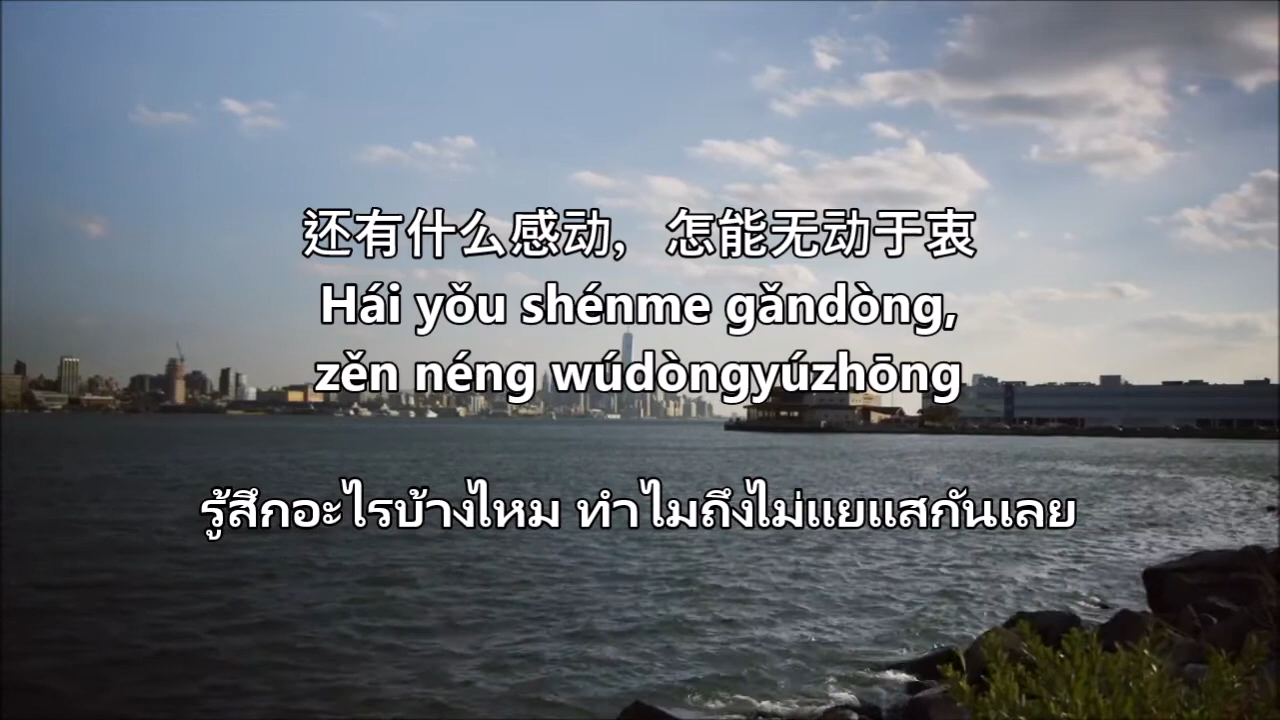 还有什么感动，怎能无动于衷
Hái yǒu shénme gǎndòng,
zěn néng wúdòngyúzhōng
รู้สึกอะไรบ้างไหม ทำไมถึงไม่แยแสกันเลย